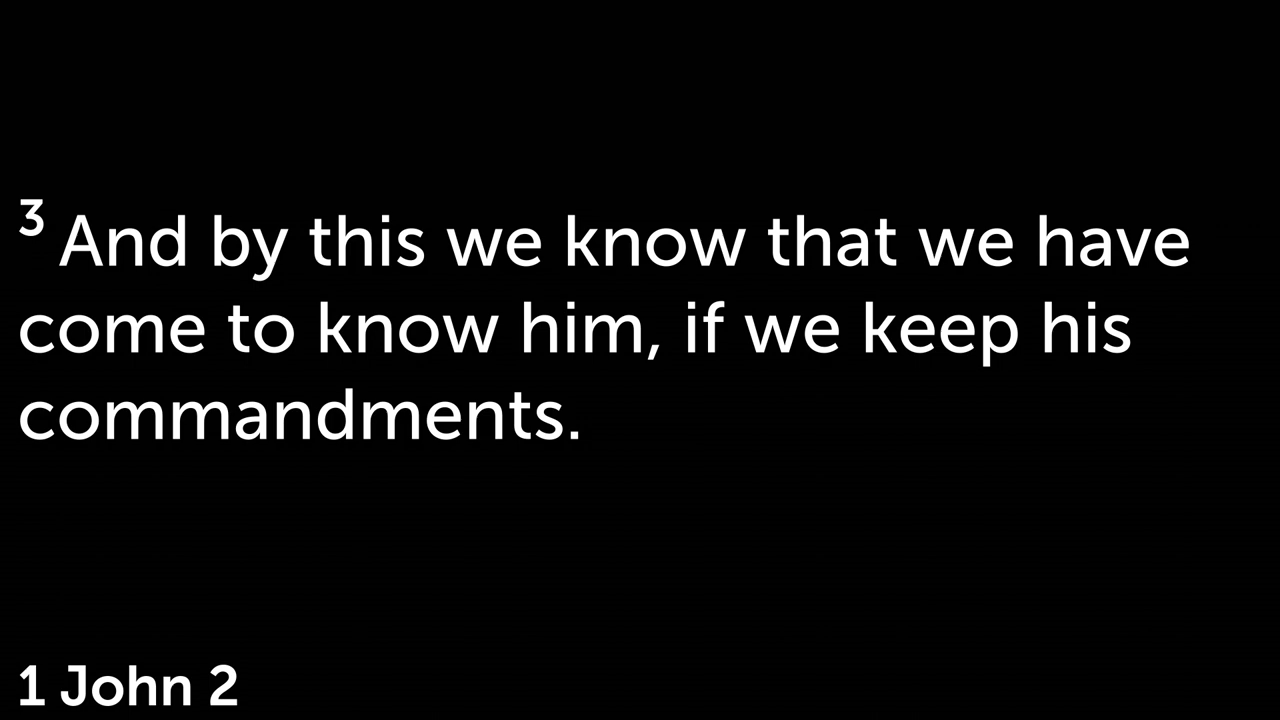 3 And by this we know that we have
come to know him, if we keep his
commandments.
1 John 2